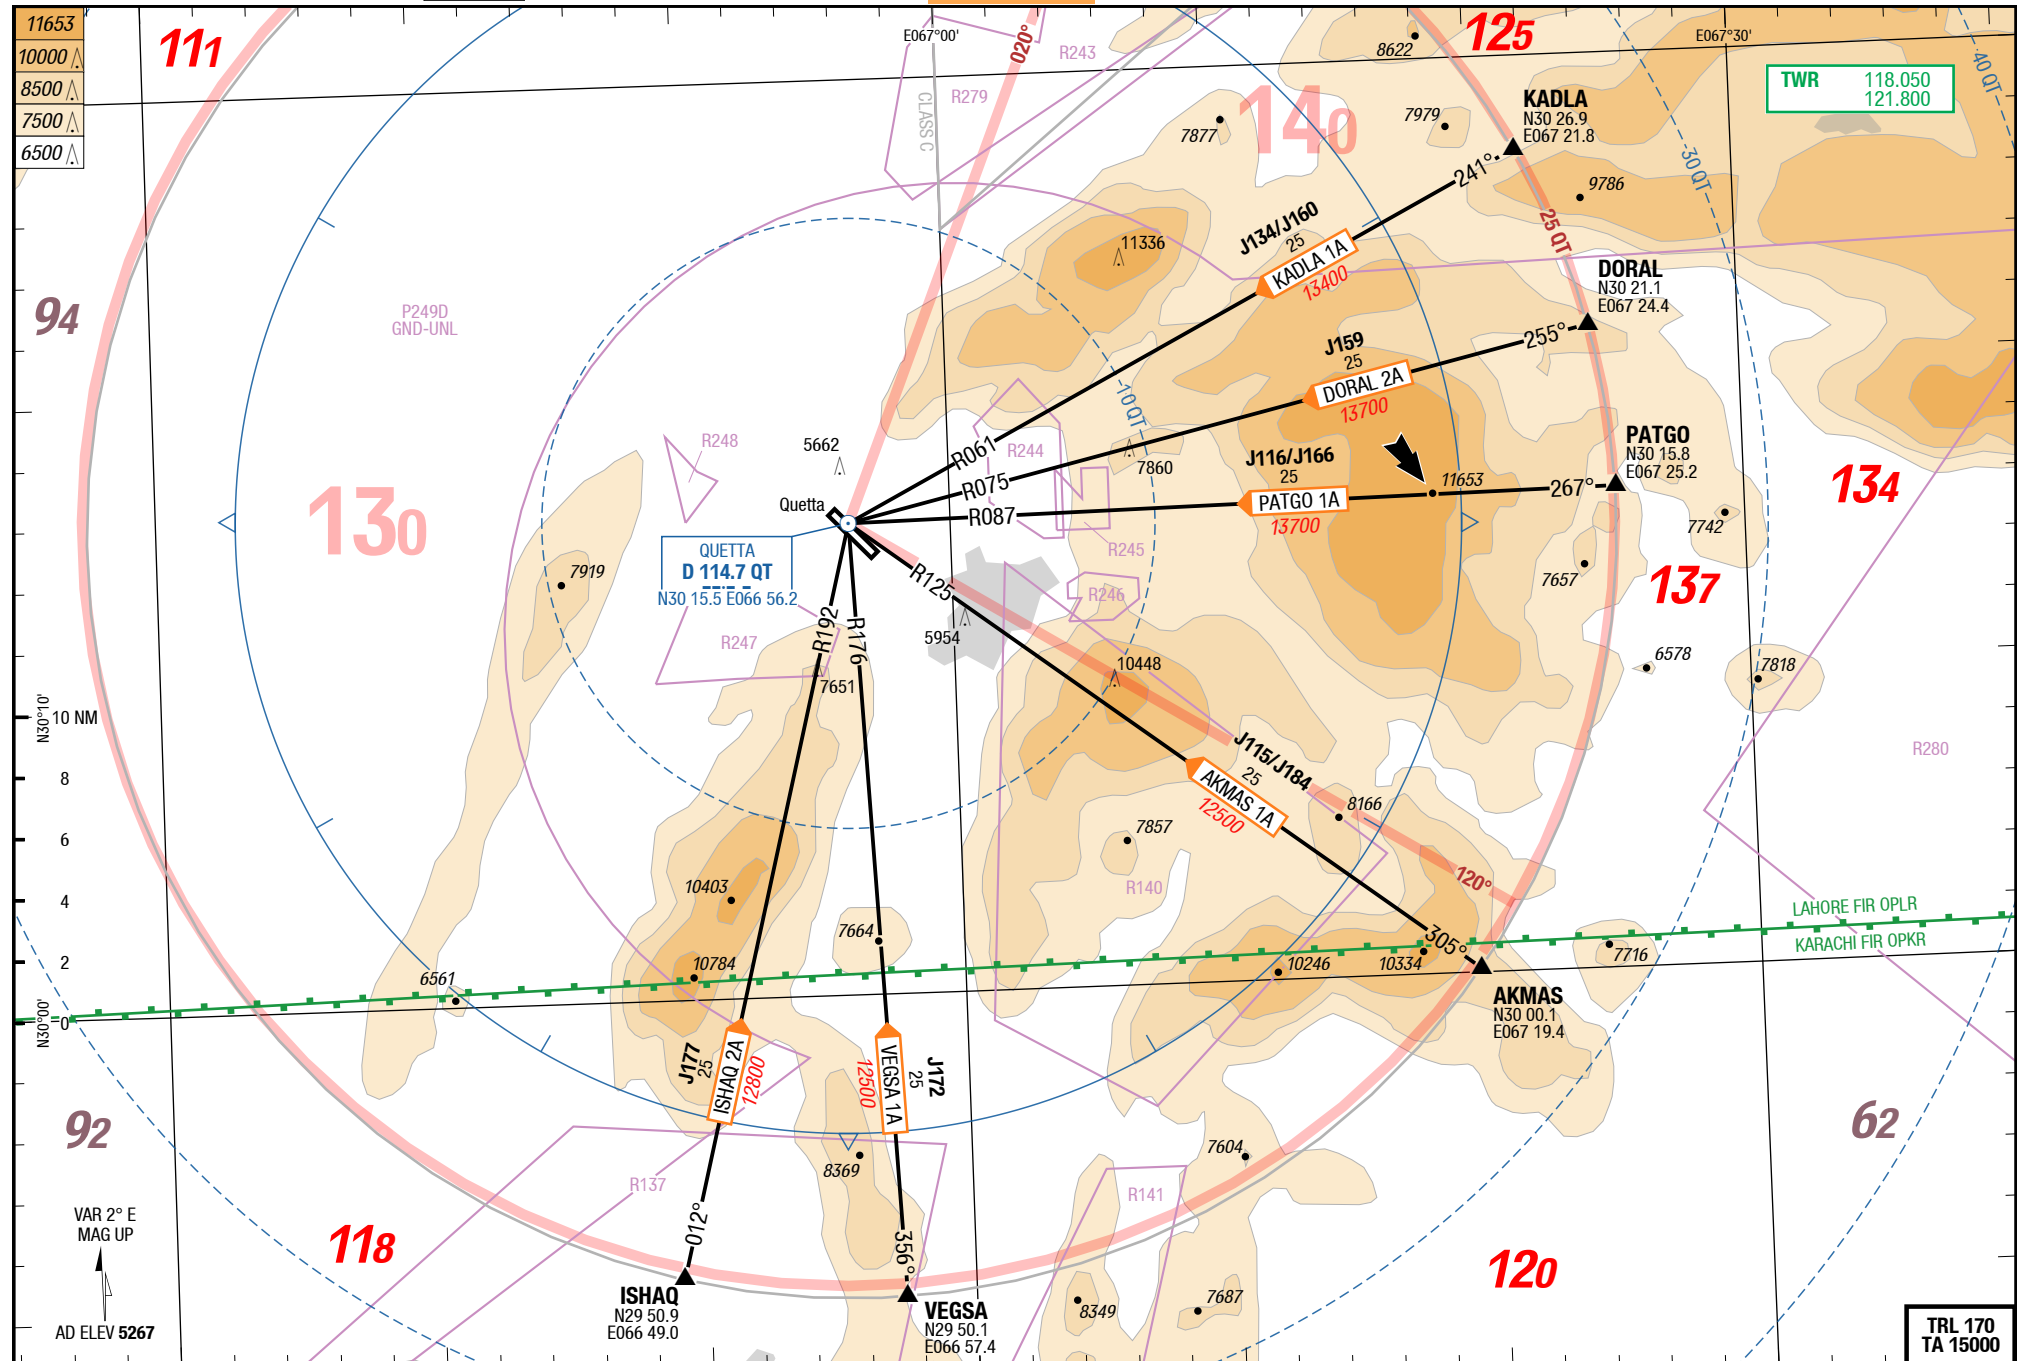 11653
10000
8500
7500
6500
111
020°
E067°00'
R243
125
8622
E067°30'
40 QT
TWR 118.050
121.800
R279
CLASS C
140
7877
7979
KADLA
N30 26.9
E067 21.8
241°
30 QT
9786
25 QT
J134/J160
25
KADLA 1A
13400
11336
94
P249D
GND-UNL
DORAL
N30 21.1
E067 24.4
255°
J159
25
DORAL 2A
13700
10 QT
R248
5662
R061
R244
7860
R075
J116/J166
25
PATGO 1A
13700
11653
267°
PATGO
N30 15.8
E067 25.2
134
130
Quetta
R087
7742
QUETTA
D 114.7 QT
N30 15.5 E066 56.2
R245
7919
R125
R246
7657
137
R192
R176
R247
5954
10448
6578
7818
7651
N30°10'
10 NM
8
6
4
2
0
N30°00'
R280
J115/J184
25
AKMAS 1A
12500
8166
7857
R140
120°
10403
7664
305°
LAHORE FIR OPLR
KARACHI FIR OPKR
10784
6561
10246
10334
7716
AKMAS
N30 00.1
E067 19.4
J177
25
ISHAQ 2A
12800
VEGSA 1A
12500
J172
25
92
62
8369
7604
R137
R141
VAR 2° E
MAG UP
AD ELEV 5267
118
012°
356°
120
ISHAQ
N29 50.9
E066 49.0
VEGSA
N29 50.1
E066 57.4
8349
7687
TRL 170
TA 15000